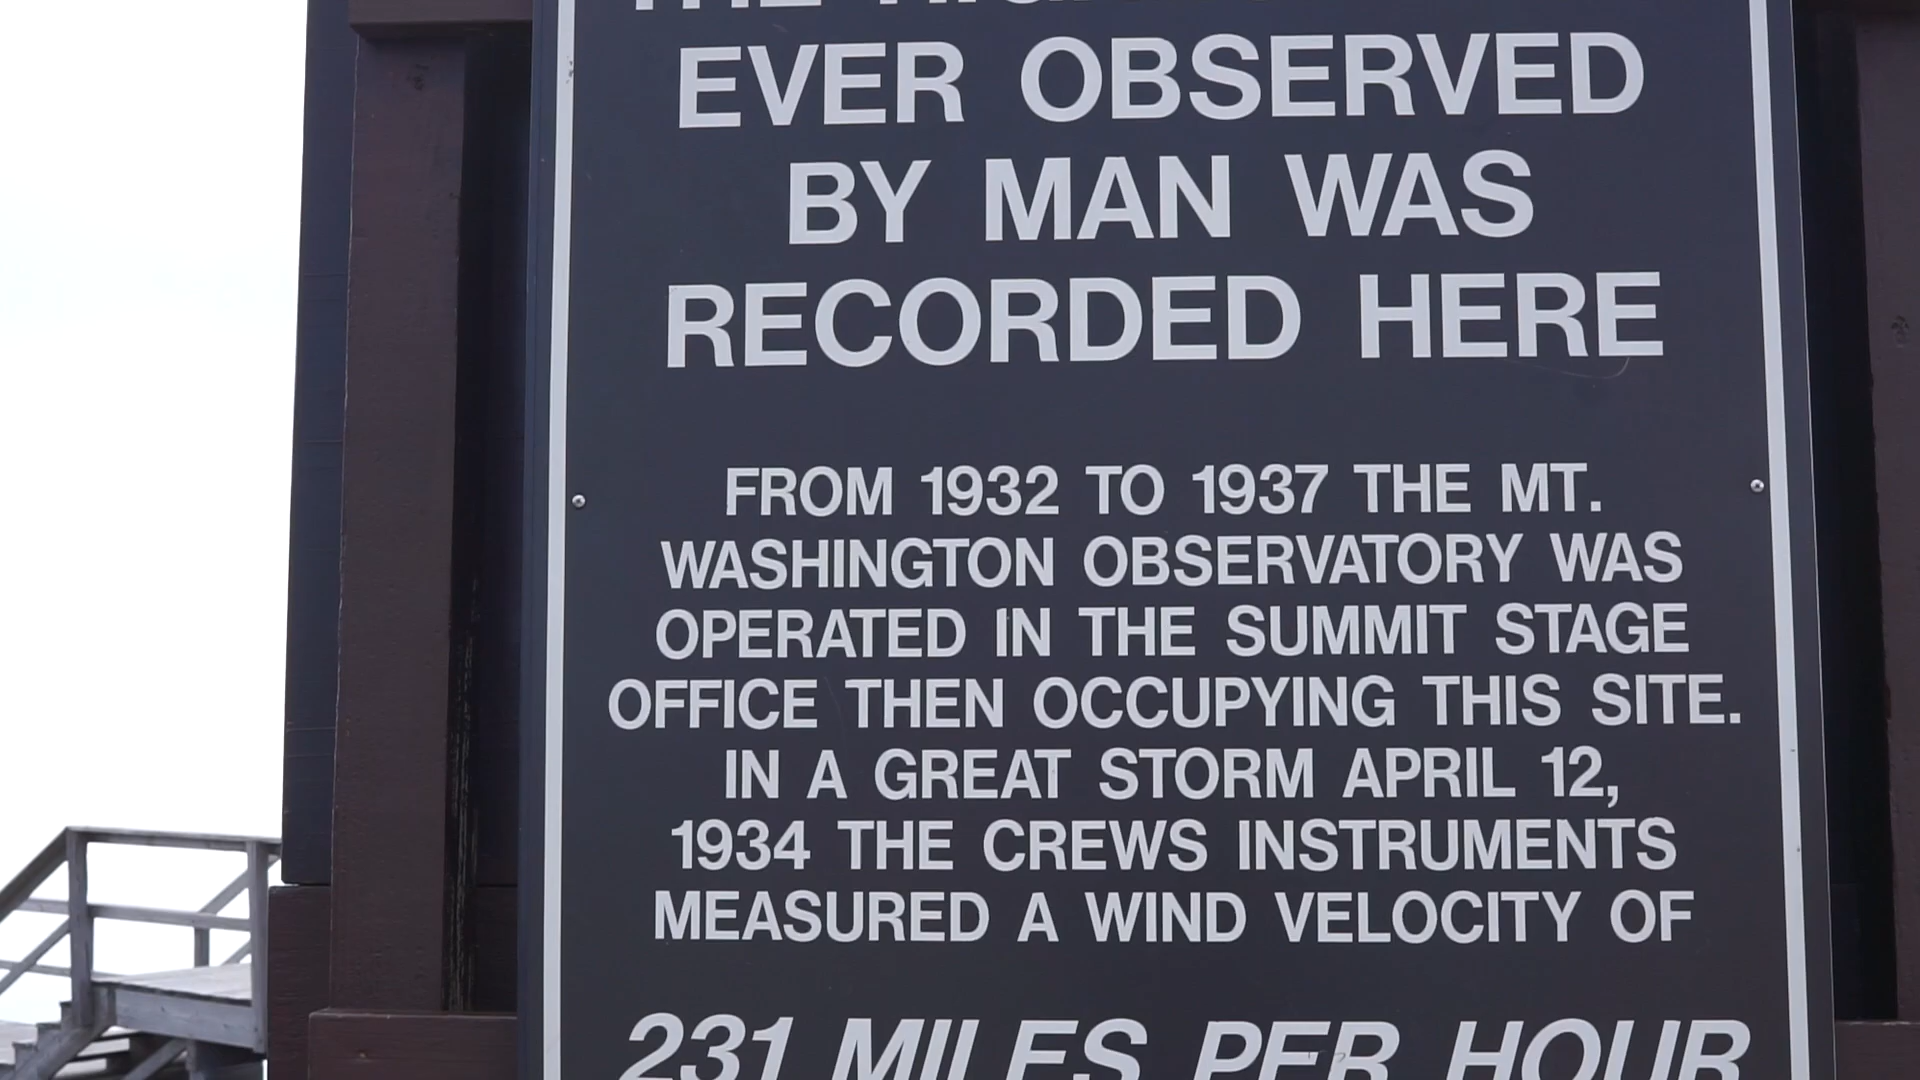 THE
EVER OBSERVED
BY MAN WAS
RECORDED HERE
FROM 1932 TO 1937 THE MT.
WASHINGTON OBSERVATORY WAS
OPERATED IN THE SUMMIT STAGE
OFFICE THEN OCCUPYING THIS SITE.
IN A GREAT STORM APRIL 12,
1934 THE CREWS INSTRUMENTS
MEASURED A WIND VELOCITY OF
231 MILES PER HOUR